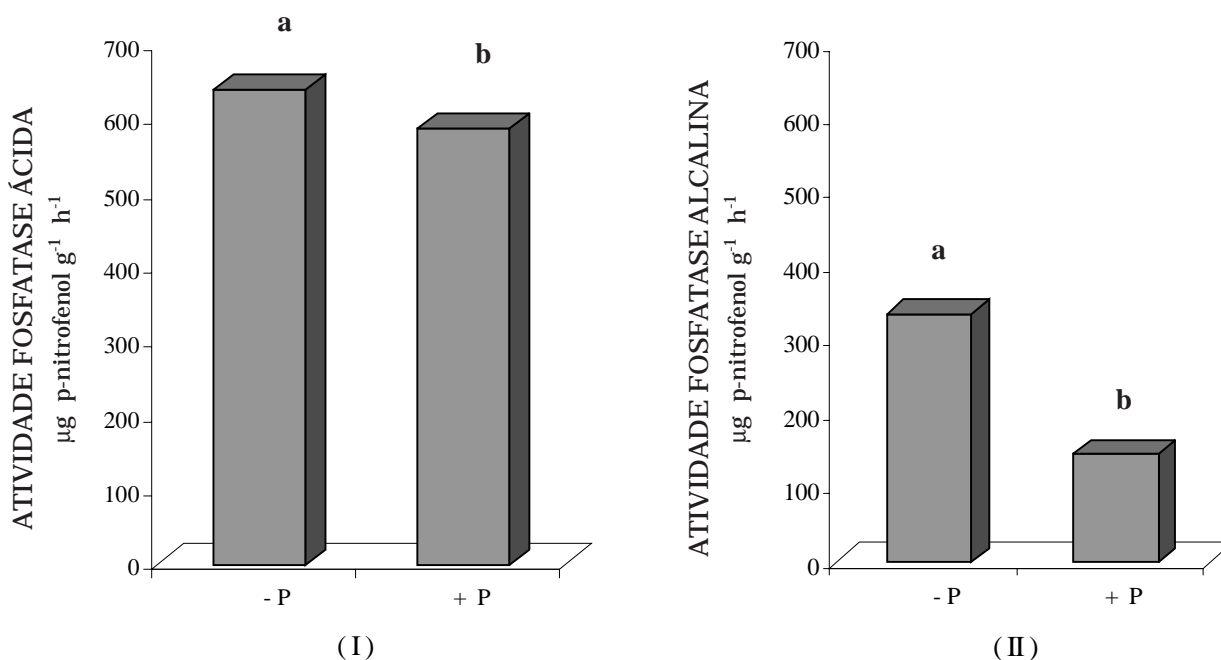 ATIVIDADE FOSFATASE ÁCIDA
µg p-nitrofenol g-1 h-1
700
600
500
400
300
200
100
0
a
b
- P
+ P
(I)
ATIVIDADE FOSFATASE ALCALINA
µg p-nitrofenol g-1 h-1
700
600
500
400
300
200
100
0
a
b
- P
+ P
(II)